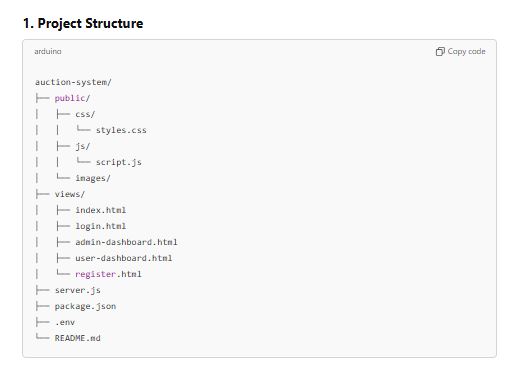 1. Project Structure
arduino
Copy code
auction-system/
├── public/
│   ├── css/
│   │   └── styles.css
│   ├── js/
│   │   └── script.js
│   └── images/
├── views/
│   ├── index.html
│   ├── login.html
│   ├── admin-dashboard.html
│   ├── user-dashboard.html
│   └── register.html
├── server.js
├── package.json
├── .env
└── README.md